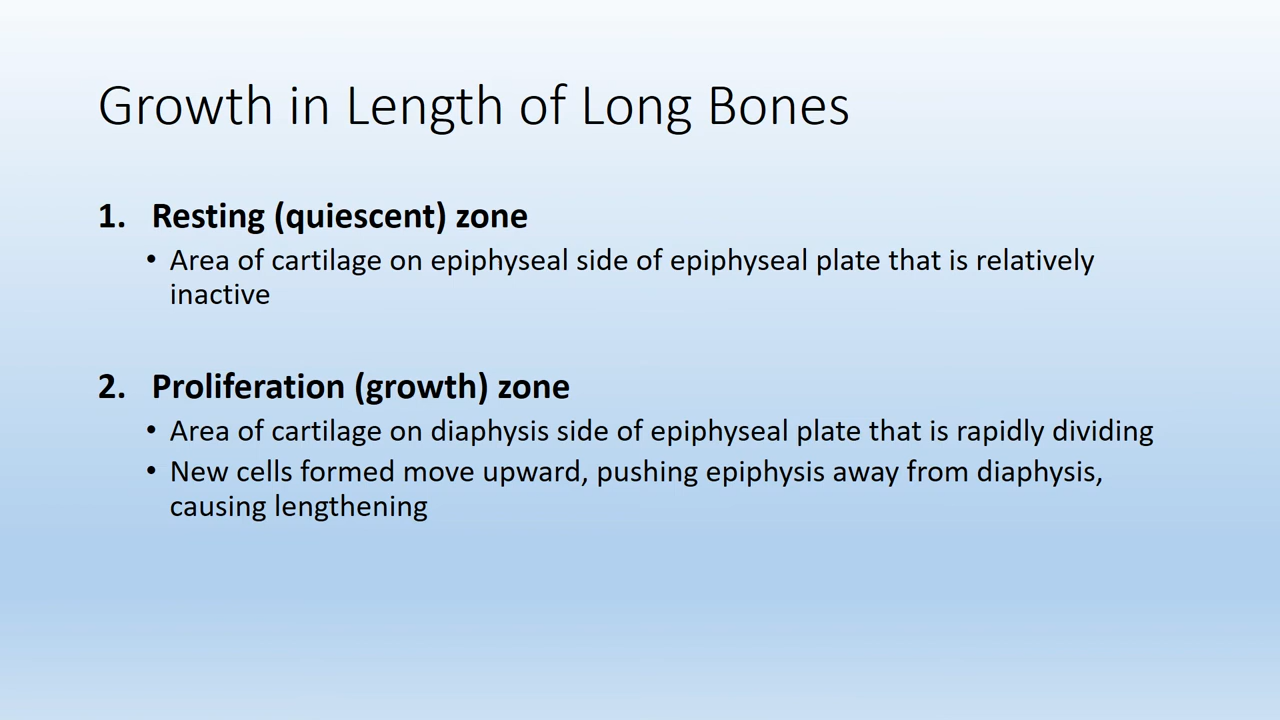 Growth in Length of Long Bones
1. Resting (quiescent) zone
• Area of cartilage on epiphyseal side of epiphyseal plate that is relatively
inactive
2. Proliferation (growth) zone
• Area of cartilage on diaphysis side of epiphyseal plate that is rapidly dividing
• New cells formed move upward, pushing epiphysis away from diaphysis,
causing lengthening